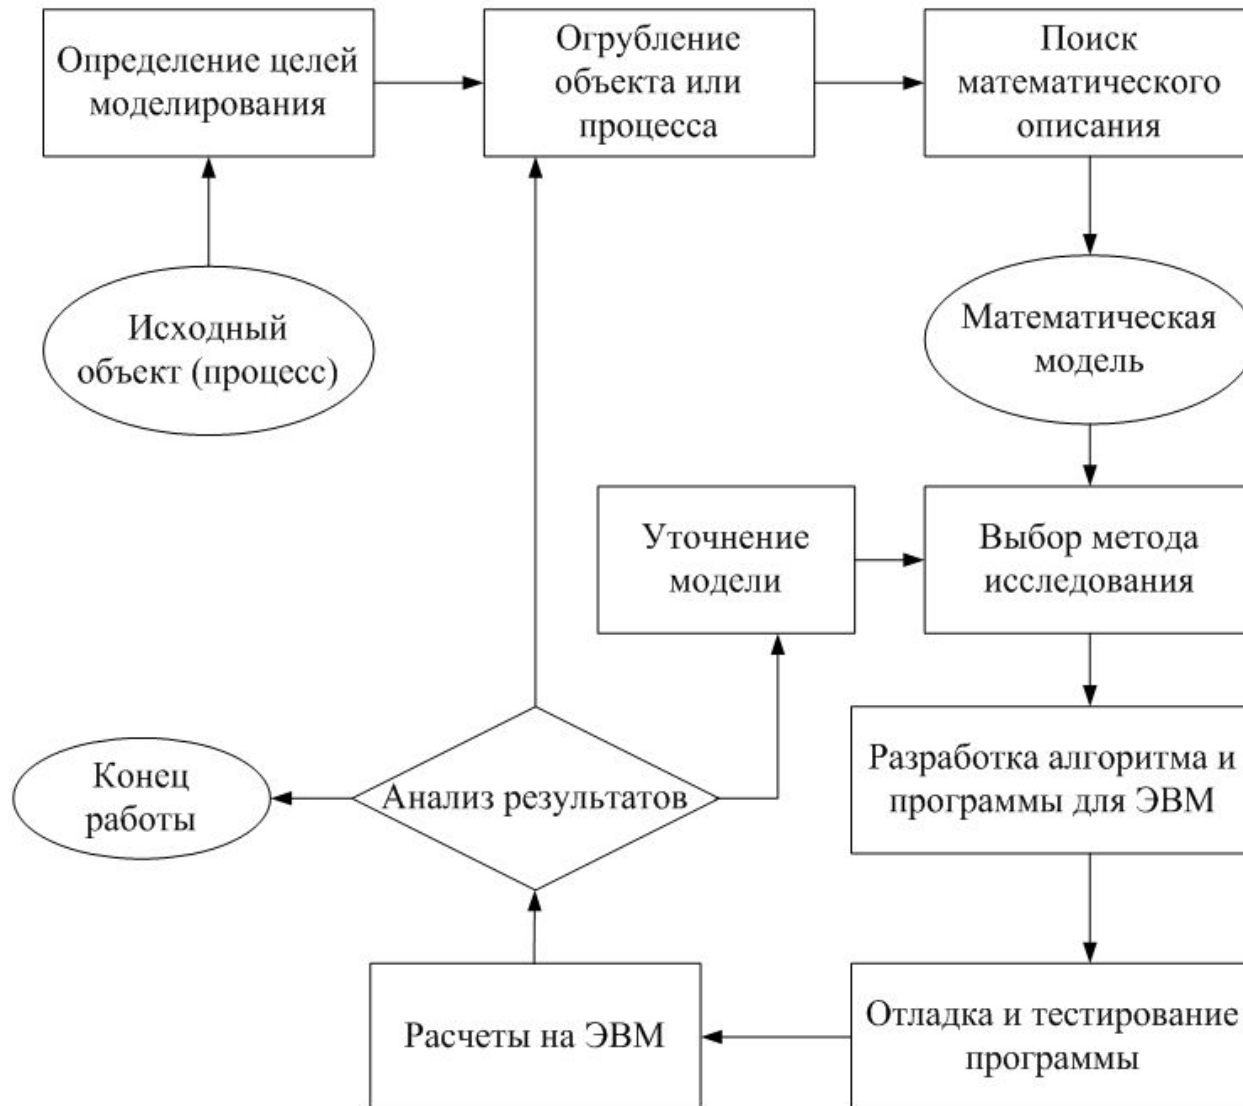 Определение целей
моделирования
Огрубление
объекта или
процесса
Поиск
математического
описания
Исходный
объект (процесс)
Математическая
модель
Уточнение
модели
Выбор метода
исследования
Конец
работы
Анализ результатов
Разработка алгоритма и
программы для ЭВМ
Расчеты на ЭВМ
Отладка и тестирование
программы